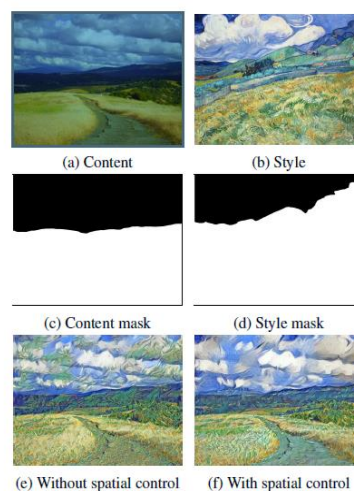 (a) Content
(b) Style
(c) Content mask
(d) Style mask
(e) Without spatial control
(f) With spatial control